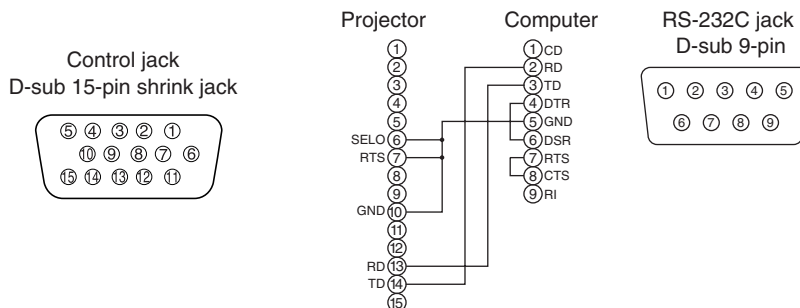 Control jack
D-sub 15-pin shrink jack
5 4 3 2 1
10 9 8 7 6
15 14 13 12 11
Projector
1
2
3
4
5
SELO 6
RTS 7
8
9
GND 10
11
12
RD 13
TD 14
15
Computer
1 CD
2 RD
3 TD
4 DTR
5 GND
6 DSR
7 RTS
8 CTS
9 RI
RS-232C jack
D-sub 9-pin
1 2 3 4 5
6 7 8 9